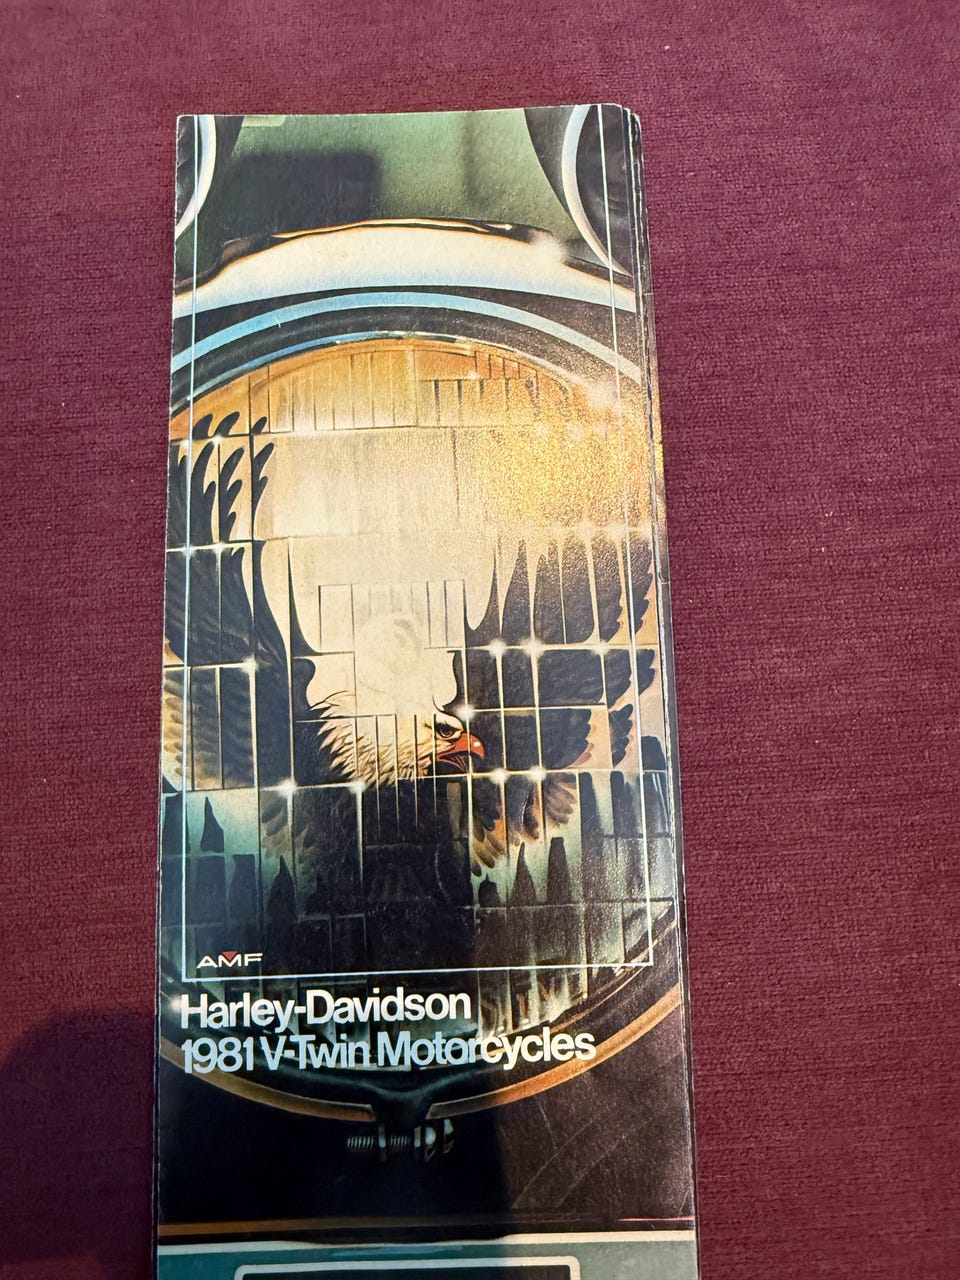 AMF
Harley-Davidson
1981 V-Twin Motorcycles